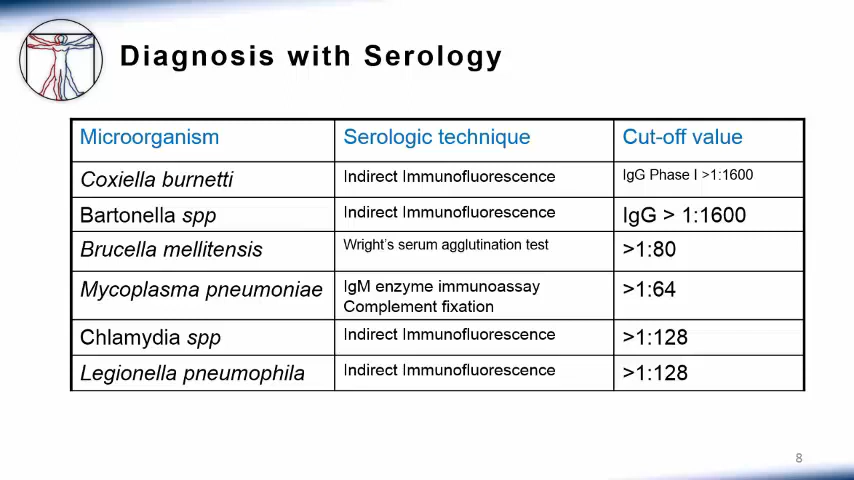 Diagnosis with Serology
Microorganism Serologic technique Cut-off value
Coxiella burnetti Indirect Immunofluorescence IgG Phase I >1:1600
Bartonella spp Indirect Immunofluorescence IgG > 1:1600
Brucella mellitensis Wright's serum agglutination test >1:80
Mycoplasma pneumoniae IgM enzyme immunoassay >1:64
Complement fixation
Chlamydia spp Indirect Immunofluorescence >1:128
Legionella pneumophila Indirect Immunofluorescence >1:128
8